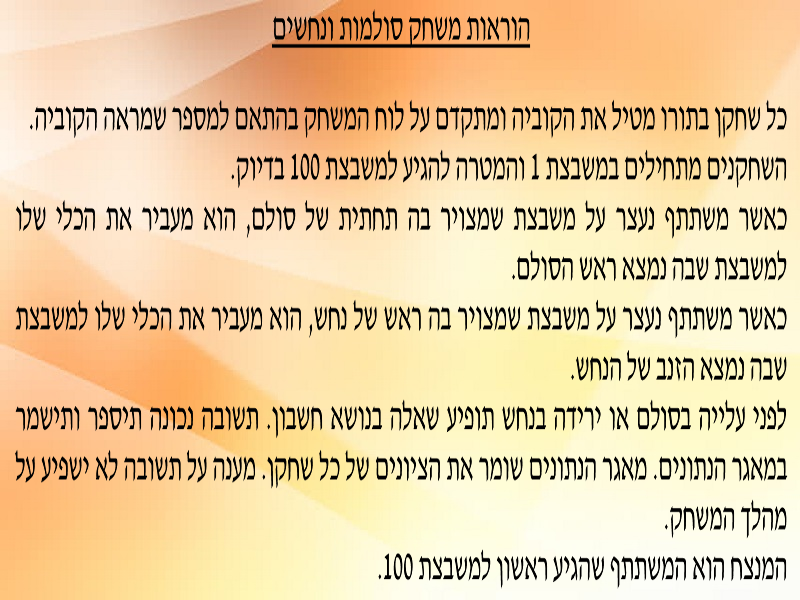 הוראות משחק סולמות ונחשים
כל שחקן בתורו מטיל את הקוביה ומתקדם על לוח המשחק בהתאם למספר שמראה הקוביה.
השחקנים מתחילים במשבצת 1 והמטרה להגיע למשבצת 100 בדיוק.
כאשר משתתף נעצר על משבצת שמצויר בה תחתית של סולם, הוא מעביר את הכלי שלו
למשבצת שבה נמצא ראש הסולם.
כאשר משתתף נעצר על משבצת שמצויר בה ראש של נחש, הוא מעביר את הכלי שלו למשבצת
שבה נמצא הזנב של הנחש.
לפני עלייה בסולם או ירידה בנחש תופיע שאלה בנושא חשבון. תשובה נכונה תיספר ותישמר
במאגר הנתונים. מאגר הנתונים שומר את הציונים של כל שחקן. מענה על תשובה לא ישפיע על
מהלך המשחק.
המנצח הוא המשתתף שהגיע ראשון למשבצת 100.